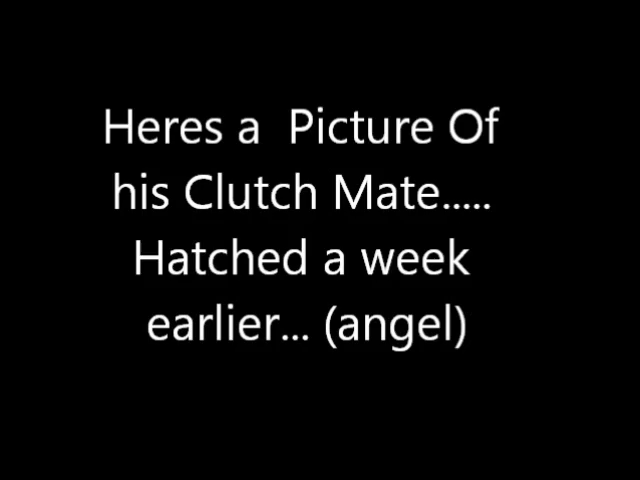 Heres a  Picture Of
his Clutch Mate.....
Hatched a week
earlier... (angel)